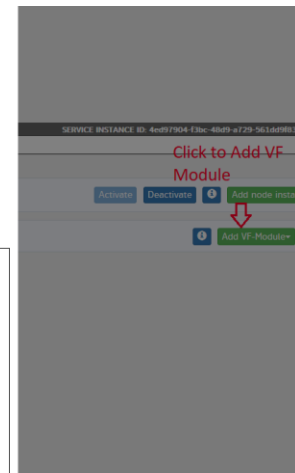 SERVICE INSTANCE ID: 4ed97904-f3bc-48d9-a729-561dd9f83
Click to Add VF
Module
Activate Deactivate Add node insta
Add VF-Module